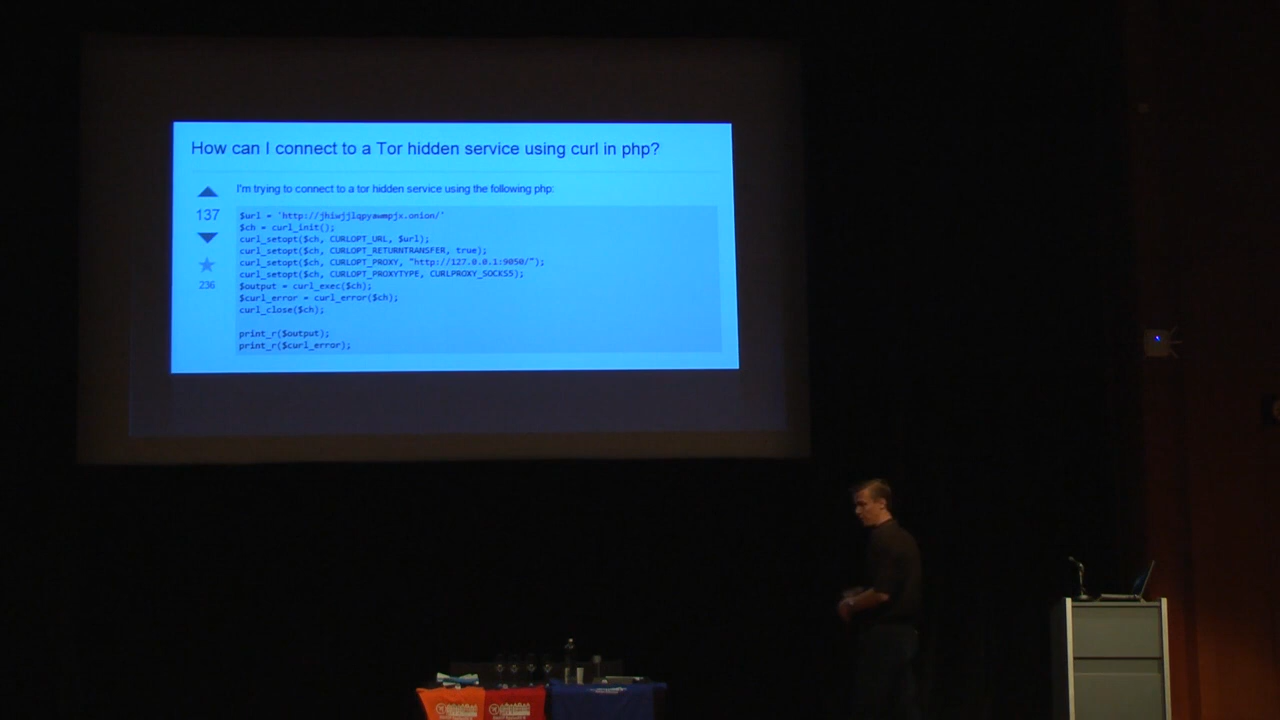 How can I connect to a Tor hidden service using curl in php?
I'm trying to connect to a tor hidden service using the following php:
137
236
$url = 'http://jhiwjjlqpyawmpjx.onion/'
$ch = curl_init();
curl_setopt($ch, CURLOPT_URL, $url);
curl_setopt($ch, CURLOPT_RETURNTRANSFER, true);
curl_setopt($ch, CURLOPT_PROXY, "http://127.0.0.1:9050/");
curl_setopt($ch, CURLOPT_PROXYTYPE, CURLPROXY_SOCKS5);
$output = curl_exec($ch);
$curl_error = curl_error($ch);
curl_close($ch);
print_r($output);
print_r($curl_error);